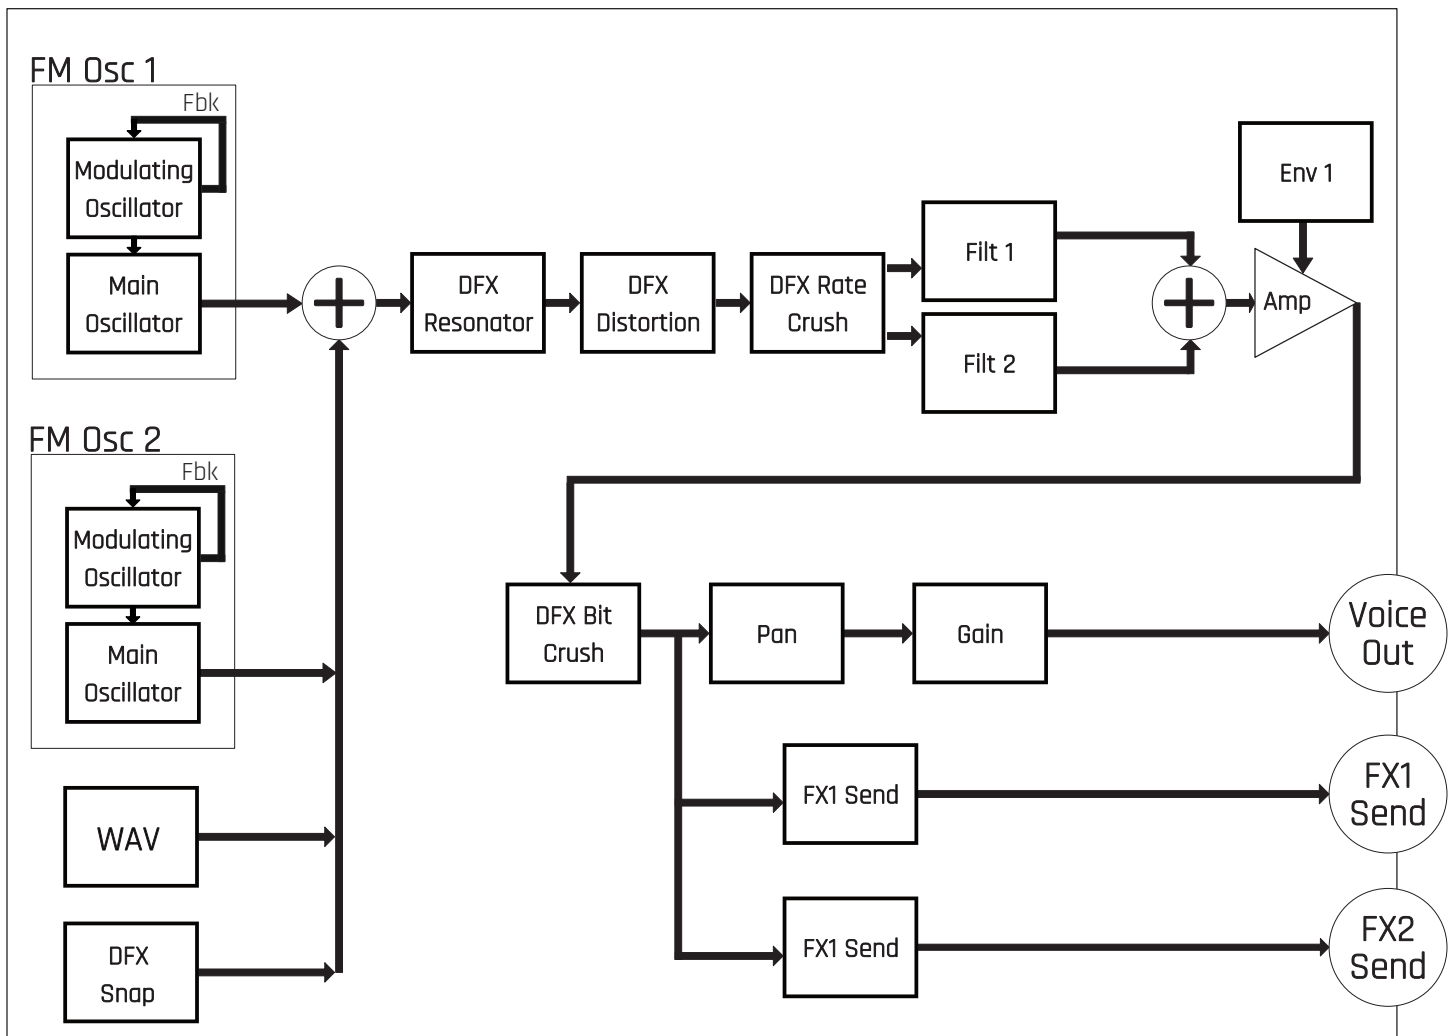 FM Osc 1
Fbk
Modulating
Oscillator
Main
Oscillator
FM Osc 2
Fbk
Modulating
Oscillator
Main
Oscillator
WAV
DFX
Snap
DFX
Resonator
DFX
Distortion
DFX Rate
Crush
Filt 1
Filt 2
Env 1
Amp
DFX Bit
Crush
Pan
Gain
Voice
Out
FX1 Send
FX1
Send
FX1 Send
FX2
Send